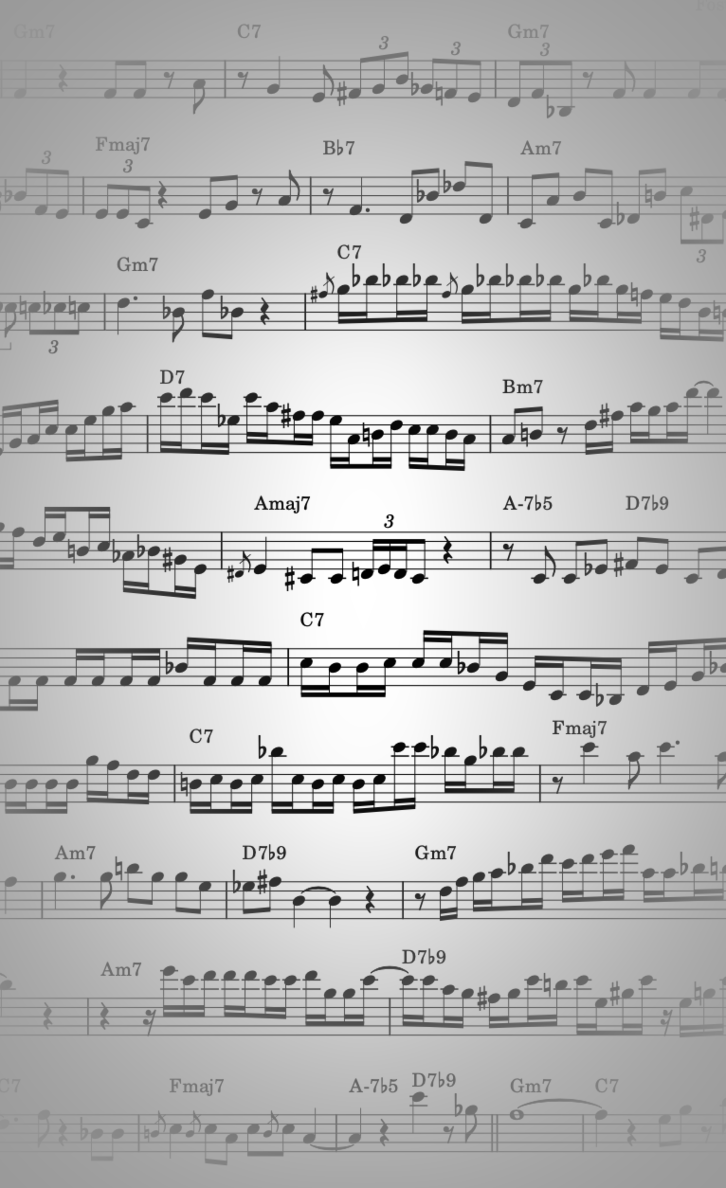 Gm7 C7 Gm7
3 3 3
Fmaj7 B♭7 Am7
3 3 3
Gm7 C7
3
D7 Bm7
Amaj7 A-7♭5 D7♭9
3
C7
C7 Fmaj7
Am7 D7♭9 Gm7
Am7 D7♭9
C7 Fmaj7 A-7♭5 D7♭9 Gm7 C7